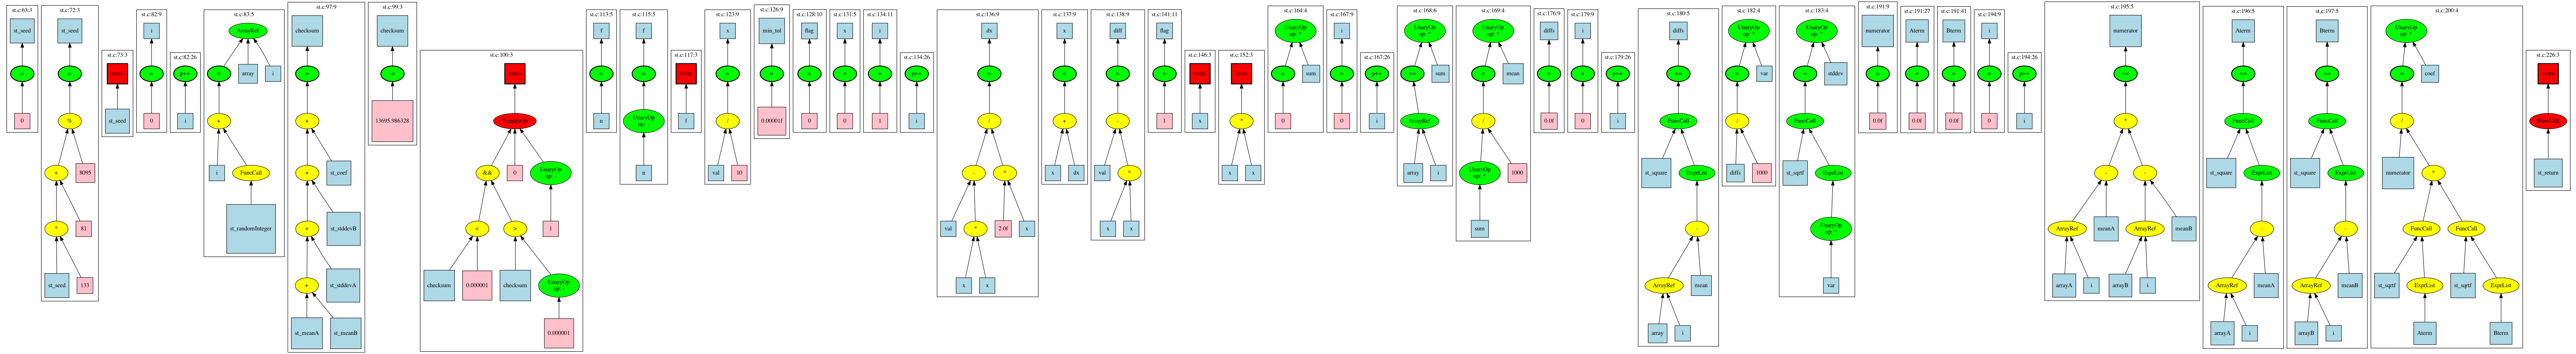 st.c:63:3
st_seed
=
0
st.c:72:3
st_seed
=
%
+
8095
*
81
st_seed
133
st.c:73:3
<ret>
st_seed
st.c:82:9
i
=
0
st.c:82:26
p++
i
st.c:83:5
ArrayRef
=
array
i
+
i
FuncCall
st_randomInteger
st.c:97:9
checksum
=
+
+
st_coef
+
st_stddevB
+
st_stddevA
st_meanA
st_meanB
st.c:99:3
checksum
-=
13695.986328
st.c:100:3
<ret>
TernaryOp
&&
0
UnaryOp
op: -
<
>
1
checksum
0.000001
checksum
UnaryOp
op: -
0.000001
st.c:113:5
f
=
n
st.c:115:5
f
=
UnaryOp
op: -
n
st.c:117:3
<ret>
f
st.c:123:9
x
=
/
val
10
st.c:126:9
min_tol
=
0.00001f
st.c:128:10
flag
=
0
st.c:131:5
x
=
0
st.c:134:11
i
=
1
st.c:134:26
p++
i
st.c:136:9
dx
=
/
-
*
val
*
2.0f
x
x
x
st.c:137:9
x
=
+
x
dx
st.c:138:9
diff
=
-
val
*
x
x
st.c:141:11
flag
=
1
st.c:146:3
<ret>
x
st.c:152:3
<ret>
*
x
x
st.c:164:4
UnaryOp
op: *
=
sum
0
st.c:167:9
i
=
0
st.c:167:26
p++
i
st.c:168:6
UnaryOp
op: *
+=
sum
ArrayRef
array
i
st.c:169:4
UnaryOp
op: *
=
mean
/
UnaryOp
op: *
1000
sum
st.c:176:9
diffs
=
0.0f
st.c:179:9
i
=
0
st.c:179:26
p++
i
st.c:180:5
diffs
+=
FuncCall
st_square
ExprList
-
ArrayRef
mean
array
i
st.c:182:4
UnaryOp
op: *
=
var
/
diffs
1000
st.c:183:4
UnaryOp
op: *
=
stddev
FuncCall
st_sqrtf
ExprList
UnaryOp
op: *
var
st.c:191:9
numerator
=
0.0f
st.c:191:27
Aterm
=
0.0f
st.c:191:41
Bterm
=
0.0f
st.c:194:9
i
=
0
st.c:194:26
p++
i
st.c:195:5
numerator
+=
*
-
-
ArrayRef
meanA
ArrayRef
meanB
arrayA
i
arrayB
i
st.c:196:5
Aterm
+=
FuncCall
st_square
ExprList
-
ArrayRef
meanA
arrayA
i
st.c:197:5
Bterm
+=
FuncCall
st_square
ExprList
-
ArrayRef
meanB
arrayB
i
st.c:200:4
UnaryOp
op: *
=
coef
/
numerator
*
FuncCall
FuncCall
st_sqrtf
ExprList
st_sqrtf
ExprList
Aterm
Bterm
st.c:226:3
<ret>
FuncCall
st_return